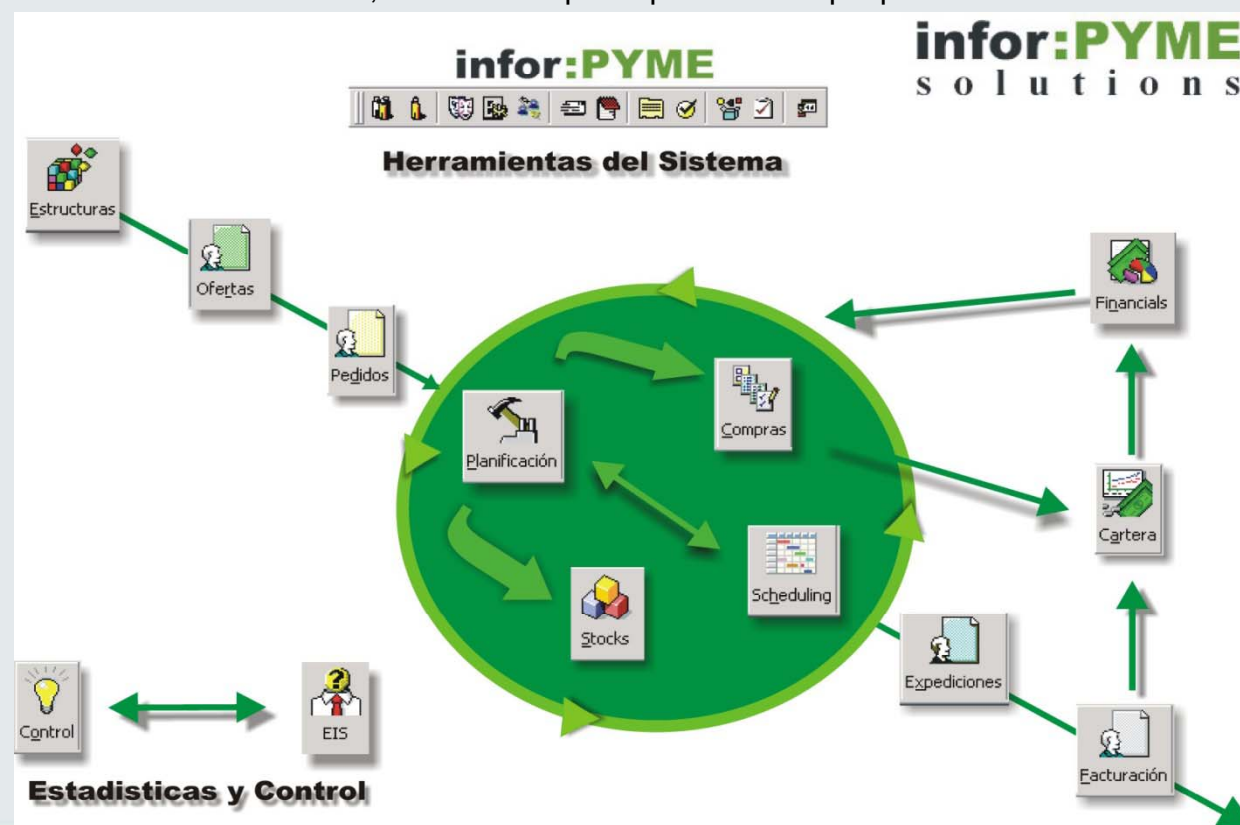 infor:PYME
solutions
infor:PYME
Herramientas del Sistema
Estructuras
Ofertas
Pedidos
Planificación
Compras
Scheduling
Stocks
Financials
Cartera
Expediciones
Facturación
Control
EIS
Estadisticas y Control